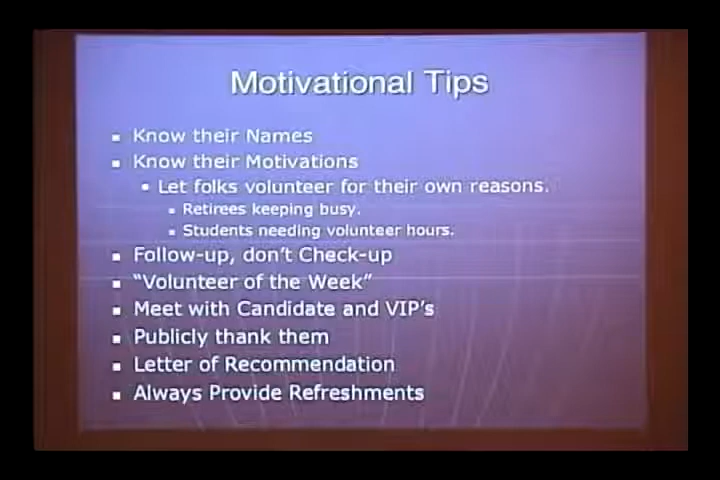 Motivational Tips
Know their Names
Know their Motivations
Let folks volunteer for their own reasons.
Retirees keeping busy.
Students needing volunteer hours.
Follow-up, don't Check-up
"Volunteer of the Week"
Meet with Candidate and VIP's
Publicly thank them
Letter of Recommendation
Always Provide Refreshments